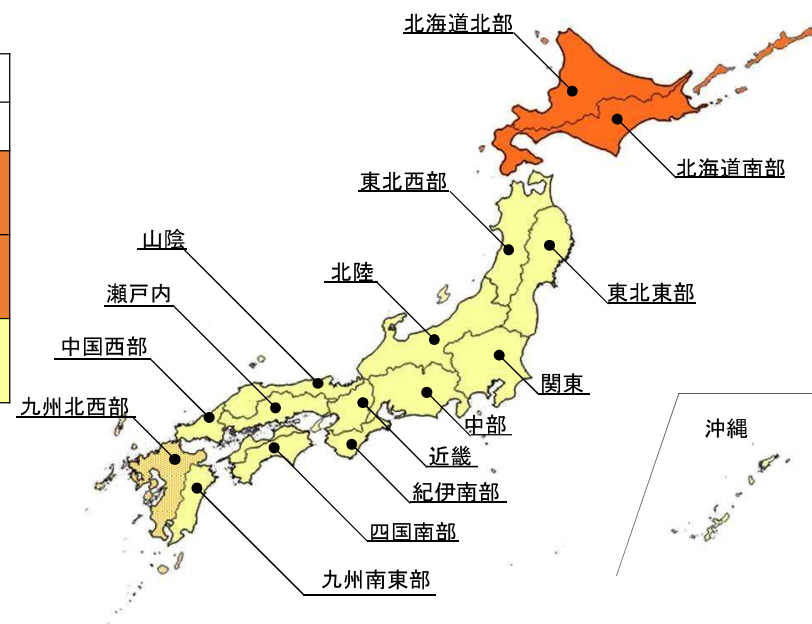 北海道北部
北海道南部
東北西部
山陰
北陸
瀬戸内
東北東部
中国西部
関東
九州北西部
中部
沖縄
近畿
紀伊南部
四国南部
九州南東部